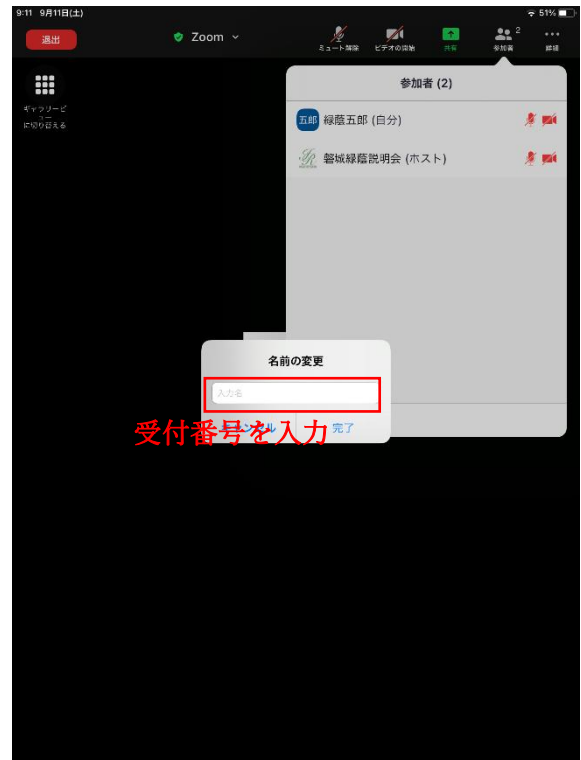 9:11 9月11日(土)
51%
退出
Zoom
ミュート解除
ビデオの開始
共有
参加者
2
詳細
ギャラリービ
ュー
に切り替える
参加者 (2)
五郎
緑蔭五郎 (自分)
磐城緑蔭説明会 (ホスト)
名前の変更
入力名
受付番号を入力
完了